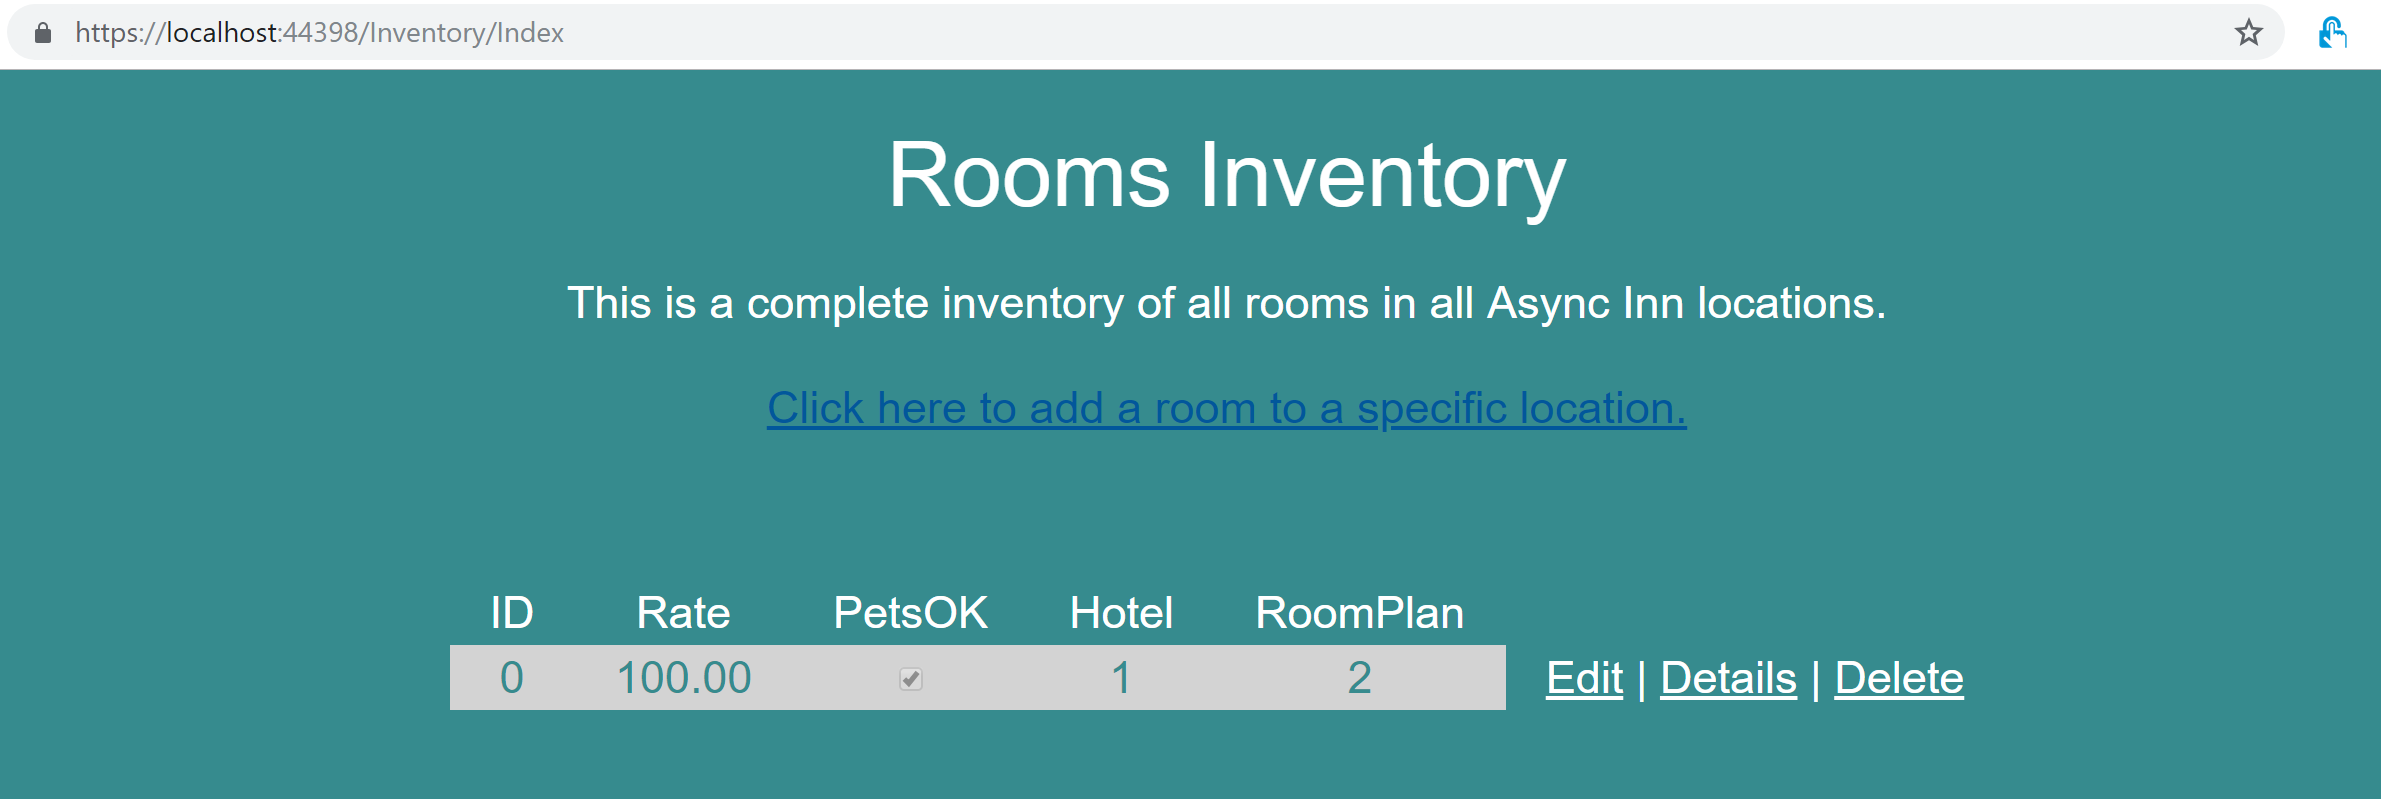 https://localhost:44398/Inventory/Index
Rooms Inventory
This is a complete inventory of all rooms in all Async Inn locations.
Click here to add a room to a specific location.
ID Rate PetsOK Hotel RoomPlan
0 100.00 1 2 Edit | Details | Delete